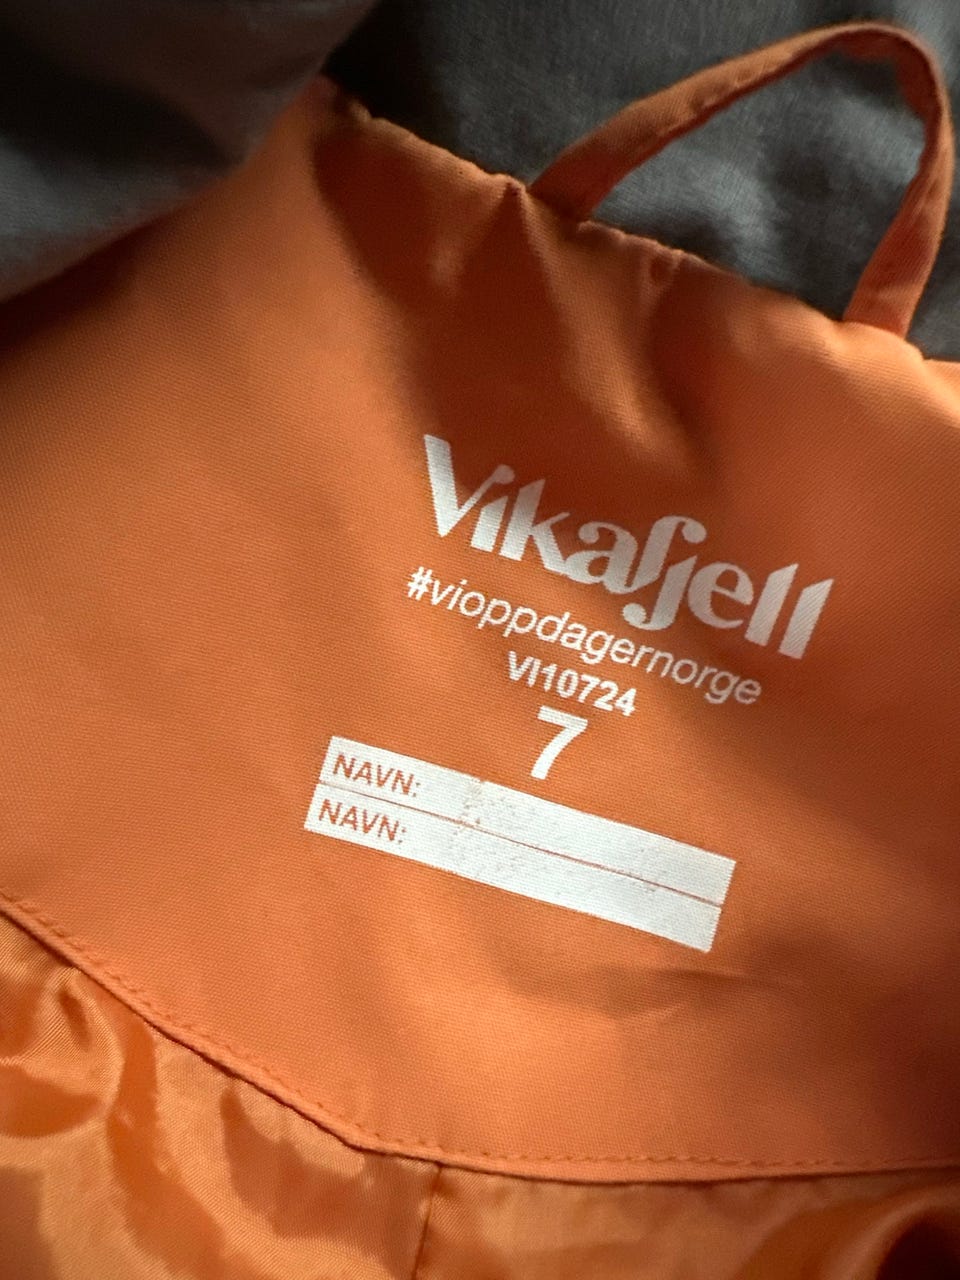 Vikafjell
#vioppdagernorge
VI10724
7
NAVN:
NAVN: